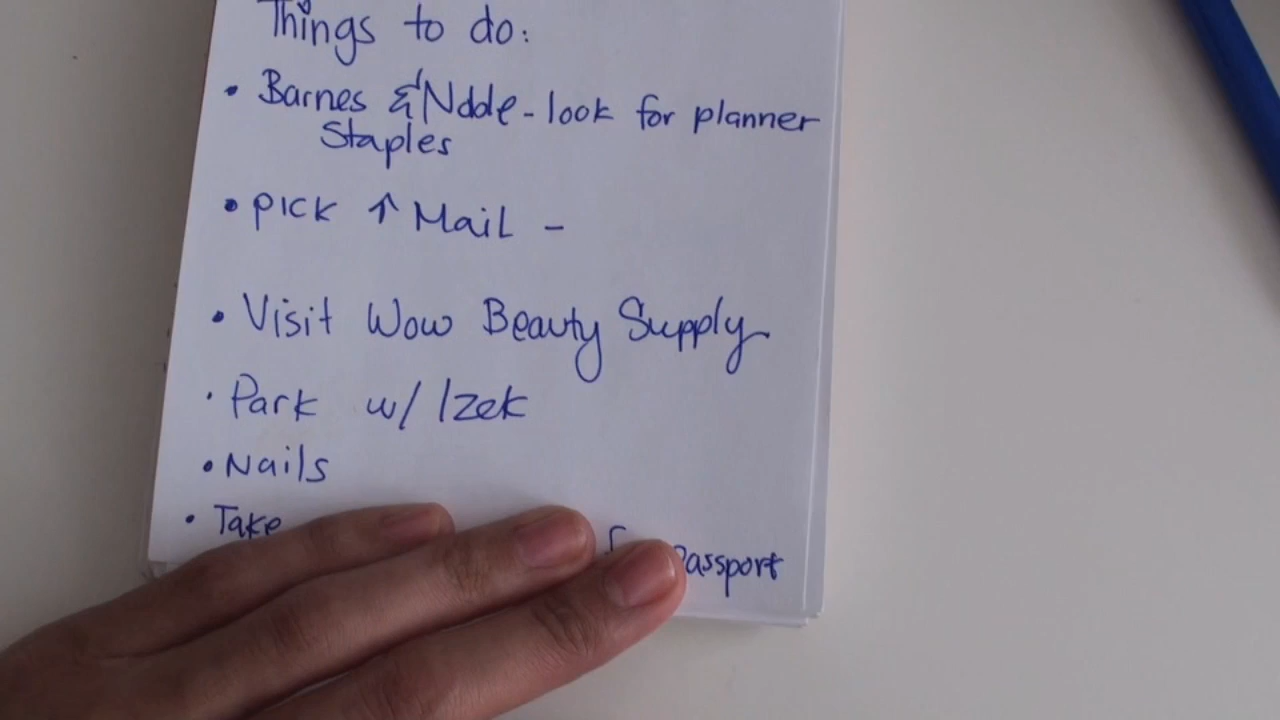 Things to do:
• Barnes & Noble - look for planner
Staples
• Pick ↑ Mail -
• Visit Wow Beauty Supply
• Park w/ Izek
• Nails
• Take passport